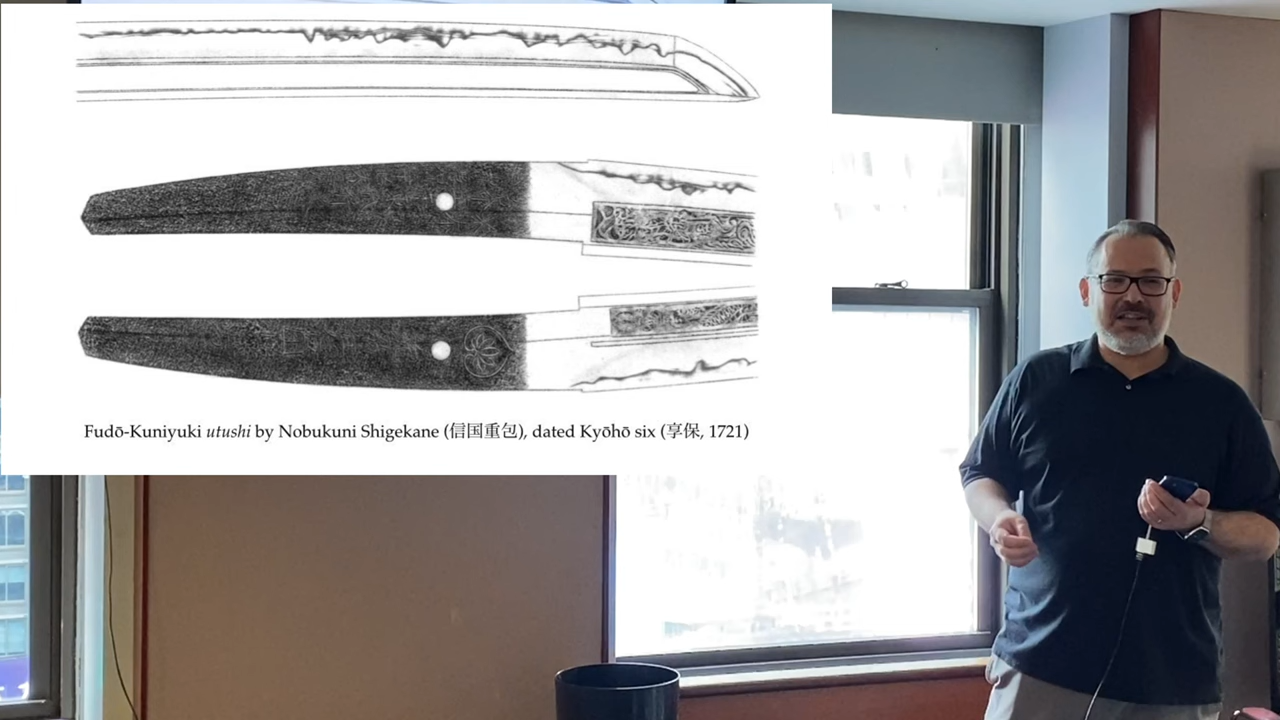 Fudō-Kuniyuki utushi by Nobukuni Shigekane (信国重包), dated Kyōhō six (享保, 1721)